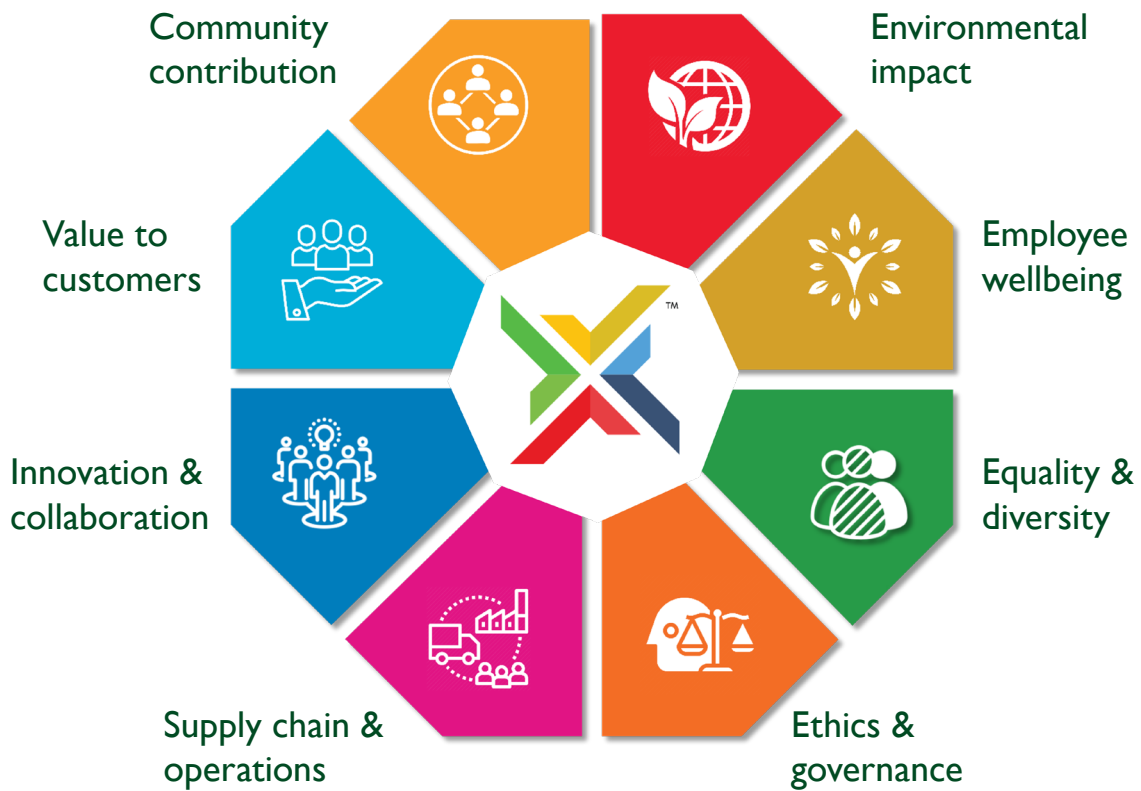 Community
contribution
Environmental
impact
Value to
customers
Employee
wellbeing
TM
Innovation &
collaboration
Equality &
diversity
Supply chain &
operations
Ethics &
governance